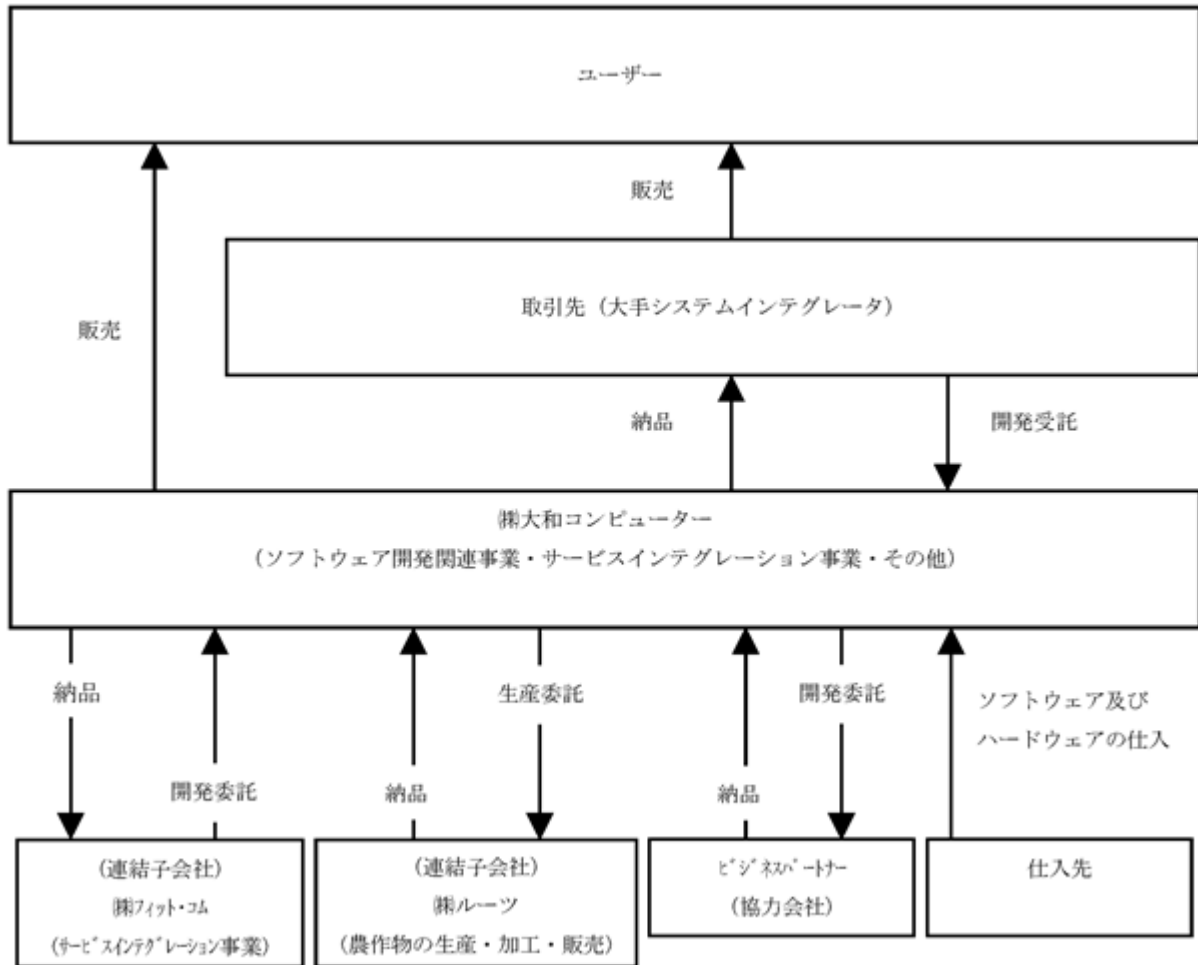 ユーザー
販売
販売
取引先（大手システムインテグレータ）
納品
開発受託
㈱大和コンピューター
（ソフトウェア開発関連事業・サービスインテグレーション事業・その他）
納品
開発委託
納品
生産委託
納品
開発委託
ソフトウェア及び
ハードウェアの仕入
（連結子会社）
㈱フィット・コム
（ｻｰﾋﾞｽｲﾝﾃｸﾞﾚｰｼｮﾝ事業）
（連結子会社）
㈱ルーツ
（農作物の生産・加工・販売）
ﾋﾞｼﾞﾈｽﾊﾟｰﾄﾅｰ
（協力会社）
仕入先